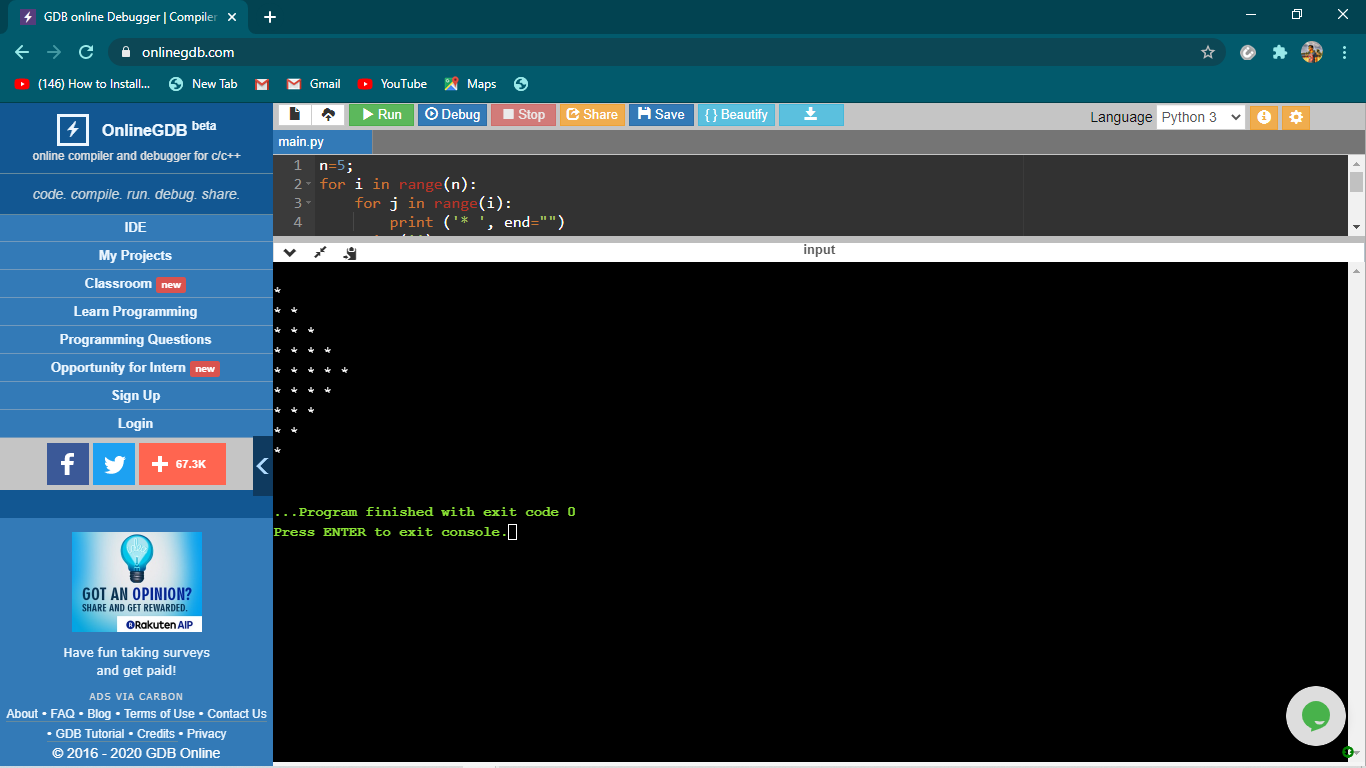 GDB online Debugger | Compiler
onlinegdb.com
(146) How to Install...
New Tab
Gmail
YouTube
Maps
OnlineGDB beta
online compiler and debugger for c/c++
code. compile. run. debug. share.
IDE
My Projects
Classroom new
Learn Programming
Programming Questions
Opportunity for Intern new
Sign Up
Login
67.3K
GOT AN OPINION?
SHARE AND GET REWARDED.
Rakuten AIP
Have fun taking surveys
and get paid!
ADS VIA CARBON
About • FAQ • Blog • Terms of Use • Contact Us
• GDB Tutorial • Credits • Privacy
© 2016 - 2020 GDB Online
Run Debug Stop Share Save { } Beautify Language Python 3
main.py
1 n=5;
2 for i in range(n):
3     for j in range(i):
4         print ('* ', end="")
input
*
* *
* * *
* * * *
* * * * *
* * * *
* * *
* *
*
...Program finished with exit code 0
Press ENTER to exit console.